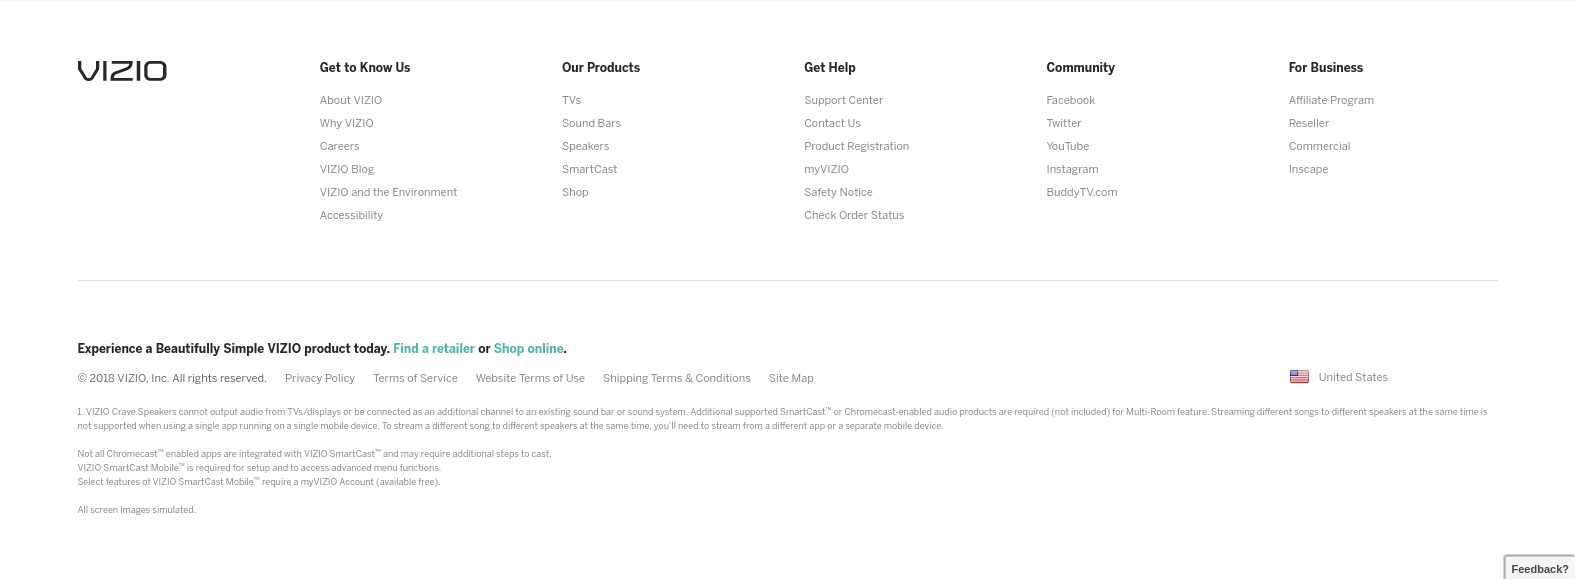 VIZIO
Get to Know Us
About VIZIO
Why VIZIO
Careers
VIZIO Blog
VIZIO and the Environment
Accessibility
Our Products
TVs
Sound Bars
Speakers
SmartCast
Shop
Get Help
Support Center
Contact Us
Product Registration
myVIZIO
Safety Notice
Check Order Status
Community
Facebook
Twitter
YouTube
Instagram
BuddyTV.com
For Business
Affiliate Program
Reseller
Commercial
Inscape
Experience a Beautifully Simple VIZIO product today. Find a retailer or Shop online.
© 2018 VIZIO, Inc. All rights reserved. Privacy Policy Terms of Service Website Terms of Use Shipping Terms & Conditions Site Map
United States
1. VIZIO Crave Speakers cannot output audio from TVs/displays or be connected as an additional channel to an existing sound bar or sound system. Additional supported SmartCast™ or Chromecast-enabled audio products are required (not included) for Multi-Room feature. Streaming different songs to different speakers at the same time is
not supported when using a single app running on a single mobile device. To stream a different song to different speakers at the same time, you'll need to stream from a different app or a separate mobile device.
Not all Chromecast™ enabled apps are integrated with VIZIO SmartCast™ and may require additional steps to cast.
VIZIO SmartCast Mobile™ is required for setup and to access advanced menu functions.
Select features of VIZIO SmartCast Mobile™ require a myVIZIO Account (available free).
All screen images simulated.
Feedback?